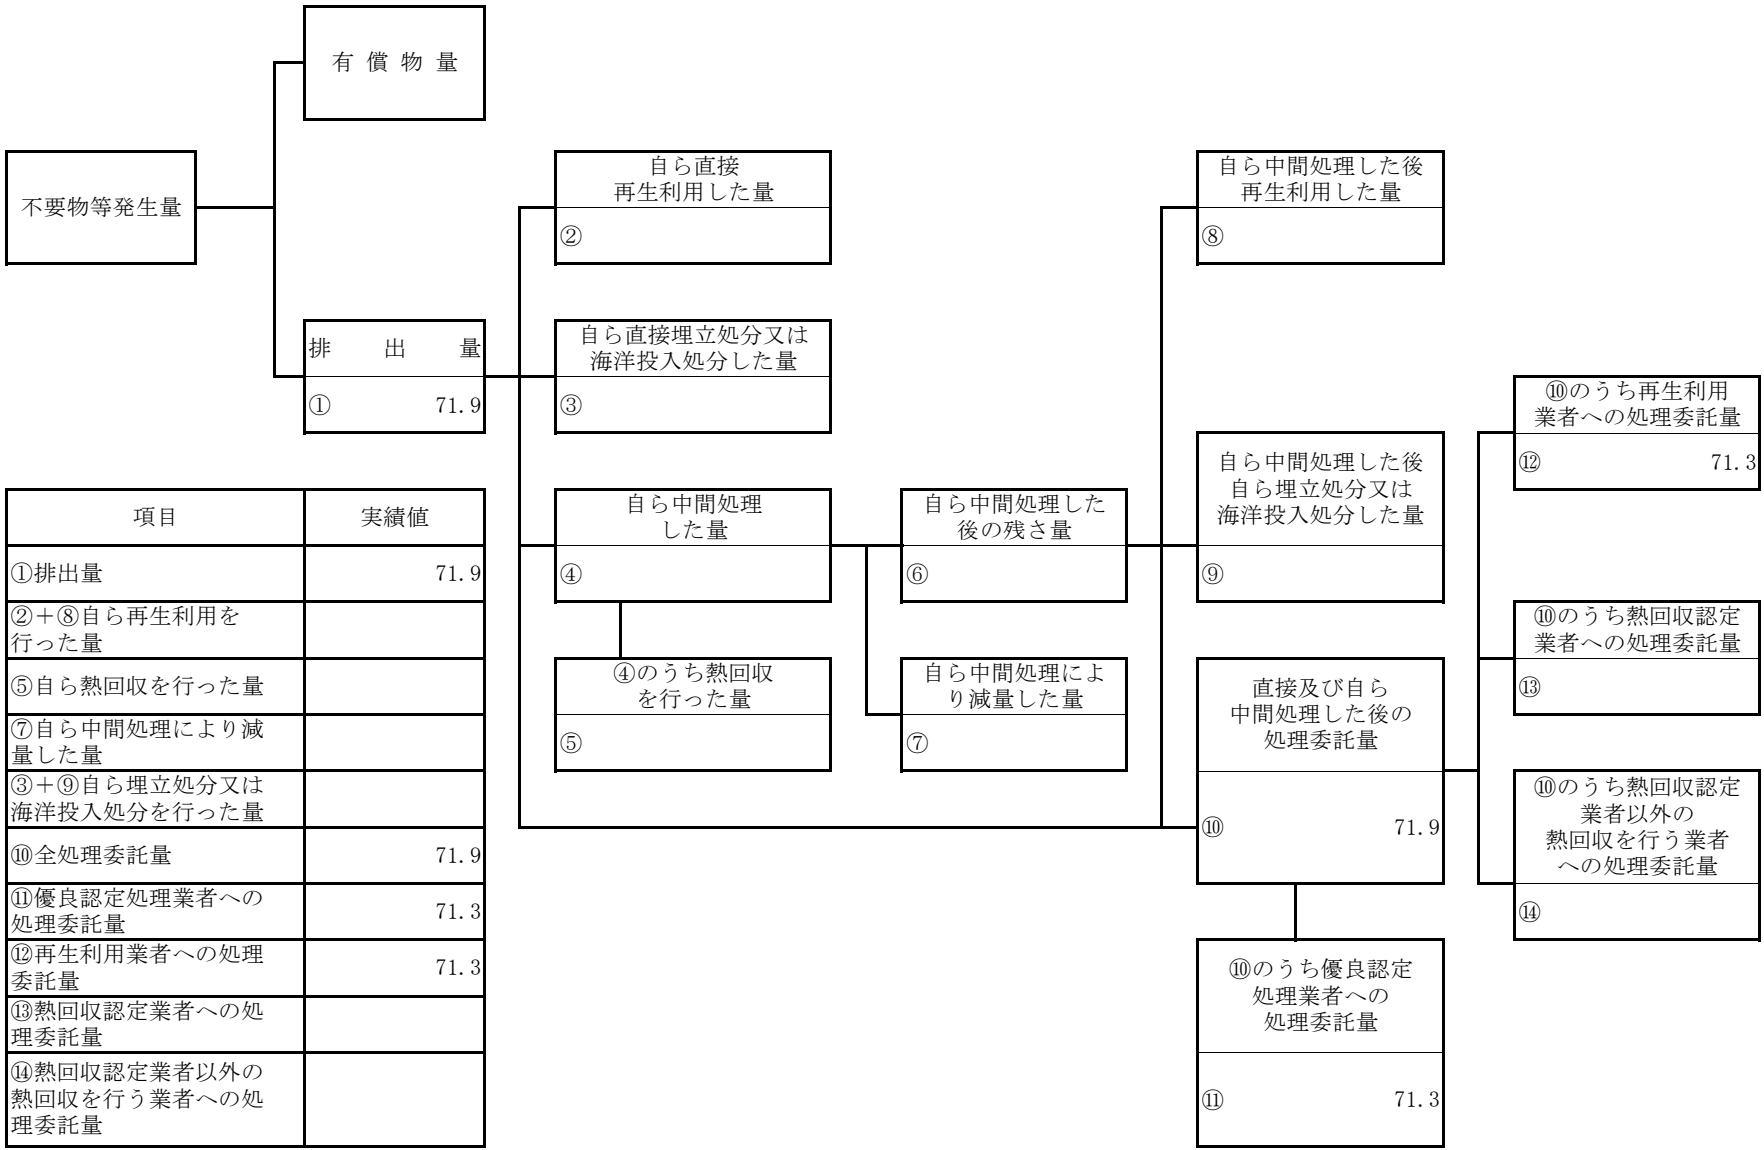 有償物量
不要物等発生量
自ら直接
再生利用した量
②
自ら中間処理した後
再生利用した量
⑧
排出量
① 71.9
自ら直接埋立処分又は
海洋投入処分した量
③
⑩のうち再生利用
業者への処理委託量
⑫ 71.3
自ら中間処理した後
自ら埋立処分又は
海洋投入処分した量
⑨
自ら中間処理
した量
④
自ら中間処理した
後の残さ量
⑥
④のうち熱回収
を行った量
⑤
自ら中間処理によ
り減量した量
⑦
⑩のうち熱回収認定
業者への処理委託量
⑬
直接及び自ら
中間処理した後の
処理委託量
⑩ 71.9
⑩のうち熱回収認定
業者以外の
熱回収を行う業者
への処理委託量
⑭
⑩のうち優良認定
処理業者への
処理委託量
⑪ 71.3
項目 実績値
①排出量 71.9
②＋⑧自ら再生利用を
行った量
⑤自ら熱回収を行った量
⑦自ら中間処理により減
量した量
③＋⑨自ら埋立処分又は
海洋投入処分を行った量
⑩全処理委託量 71.9
⑪優良認定処理業者への
処理委託量 71.3
⑫再生利用業者への処理
委託量 71.3
⑬熱回収認定業者への処
理委託量
⑭熱回収認定業者以外の
熱回収を行う業者への処
理委託量